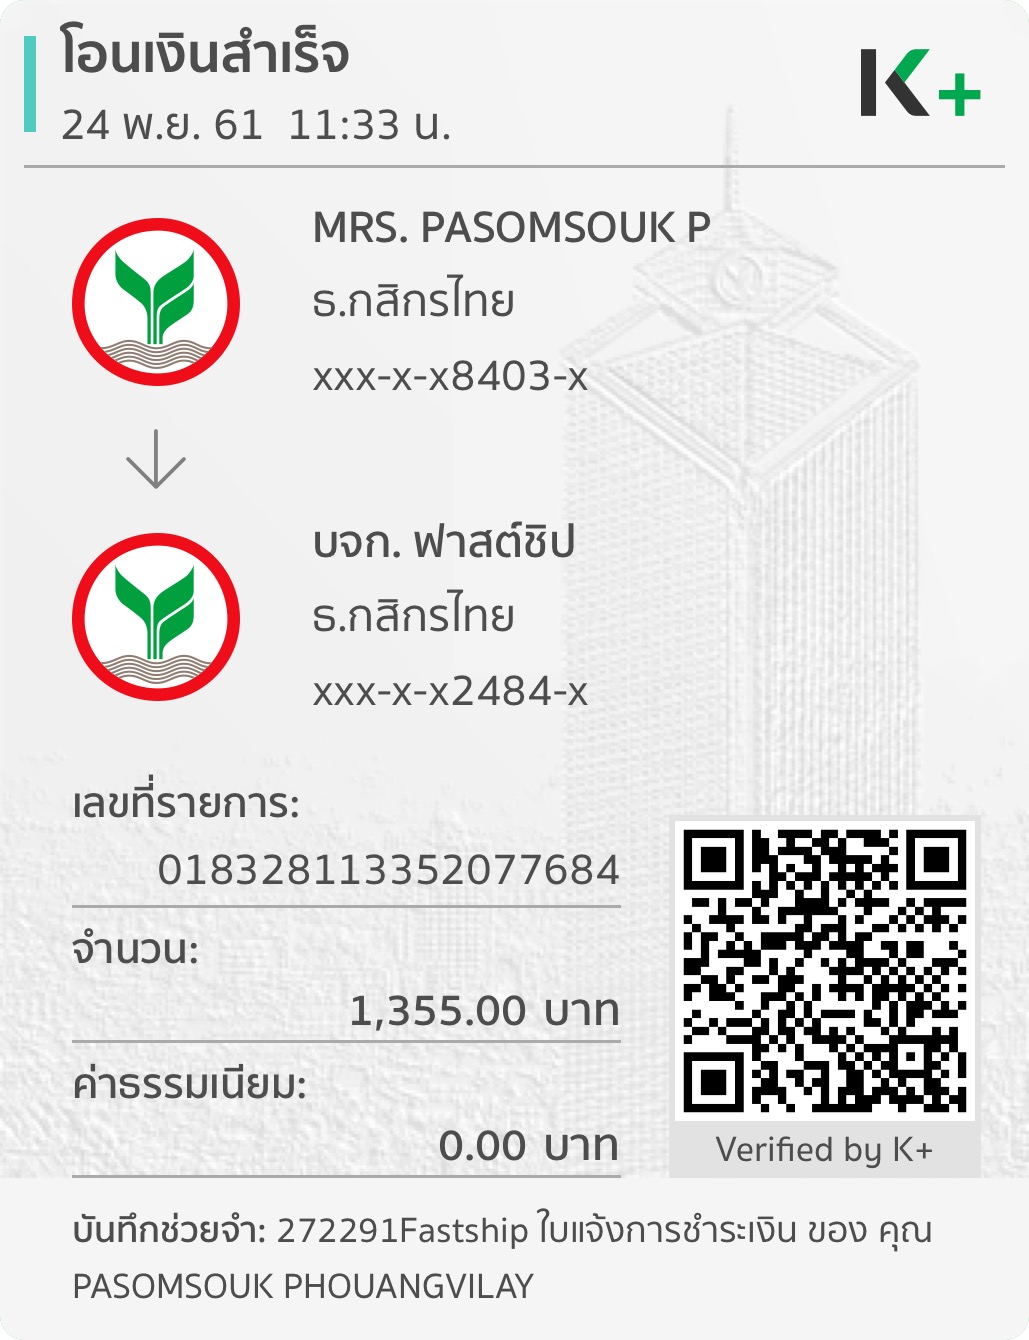 โอนเงินสำเร็จ
24 พ.ย. 61 11:33 น.
K+
MRS. PASOMSOUK P
ธ.กสิกรไทย
xxx-x-x8403-x
บจก. ฟาสต์ชิป
ธ.กสิกรไทย
xxx-x-x2484-x
เลขที่รายการ:
018328113352077684
จำนวน:
1,355.00 บาท
ค่าธรรมเนียม:
0.00 บาท
Verified by K+
บันทึกช่วยจำ: 272291Fastship ใบแจ้งการชำระเงิน ของ คุณ
PASOMSOUK PHOUANGVILAY